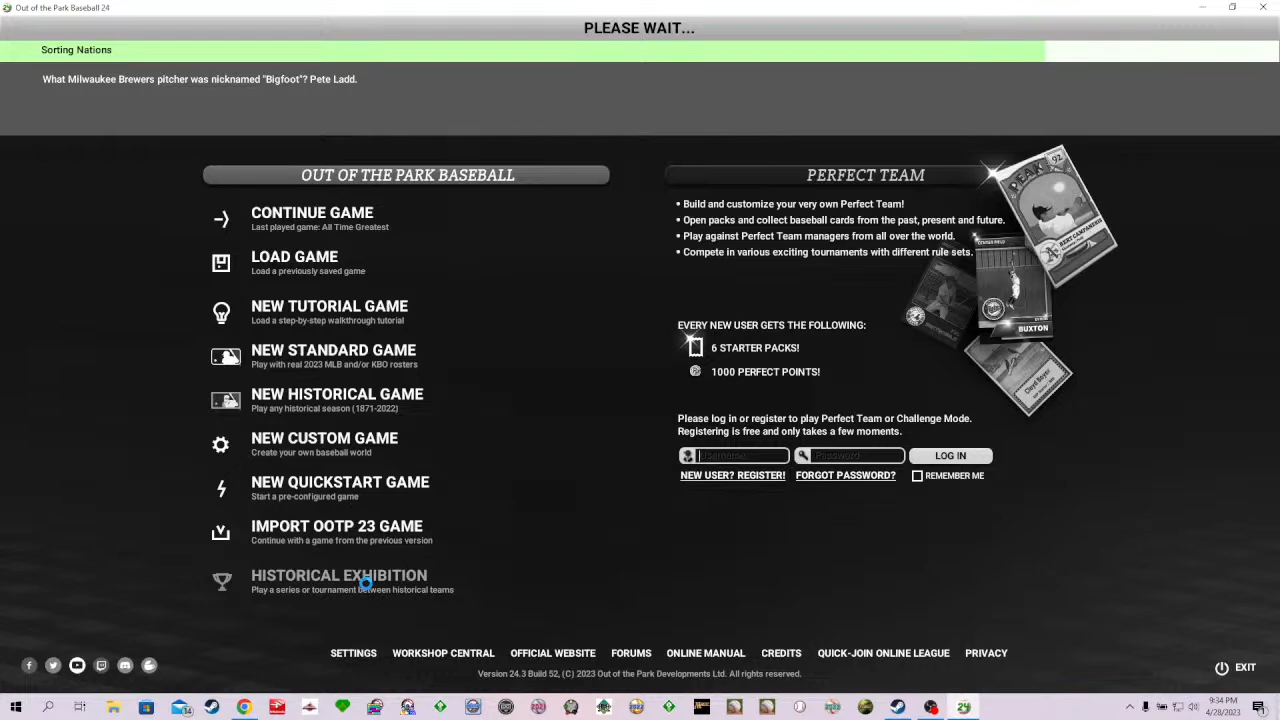 Out of the Park Baseball 24
PLEASE WAIT...
Sorting Nations
What Milwaukee Brewers pitcher was nicknamed "Bigfoot"? Pete Ladd.
OUT OF THE PARK BASEBALL
CONTINUE GAME
Last played game: All Time Greatest
LOAD GAME
Load a previously saved game
NEW TUTORIAL GAME
Load a step-by-step walkthrough tutorial
NEW STANDARD GAME
Play with real 2023 MLB and/or KBO rosters
NEW HISTORICAL GAME
Play any historical season (1871-2022)
NEW CUSTOM GAME
Create your own baseball world
NEW QUICKSTART GAME
Start a pre-configured game
IMPORT OOTP 23 GAME
Continue with a game from the previous version
HISTORICAL EXHIBITION
Play a series or tournament between historical teams
PERFECT TEAM
• Build and customize your very own Perfect Team!
• Open packs and collect baseball cards from the past, present and future.
• Play against Perfect Team managers from all over the world.
• Compete in various exciting tournaments with different rule sets.
PEAK
92
BERT CAMPANERIS
CENTER FIELD
BUXTON
Cloyd Boyer
EVERY NEW USER GETS THE FOLLOWING:
6 STARTER PACKS!
1000 PERFECT POINTS!
Please log in or register to play Perfect Team or Challenge Mode.
Registering is free and only takes a few moments.
Username Password LOG IN
NEW USER? REGISTER! FORGOT PASSWORD? REMEMBER ME
SETTINGS WORKSHOP CENTRAL OFFICIAL WEBSITE FORUMS ONLINE MANUAL CREDITS QUICK-JOIN ONLINE LEAGUE PRIVACY
Version 24.3 Build 52, (C) 2023 Out of the Park Developments Ltd. All rights reserved.
EXIT
9:34 PM
4/28/2023